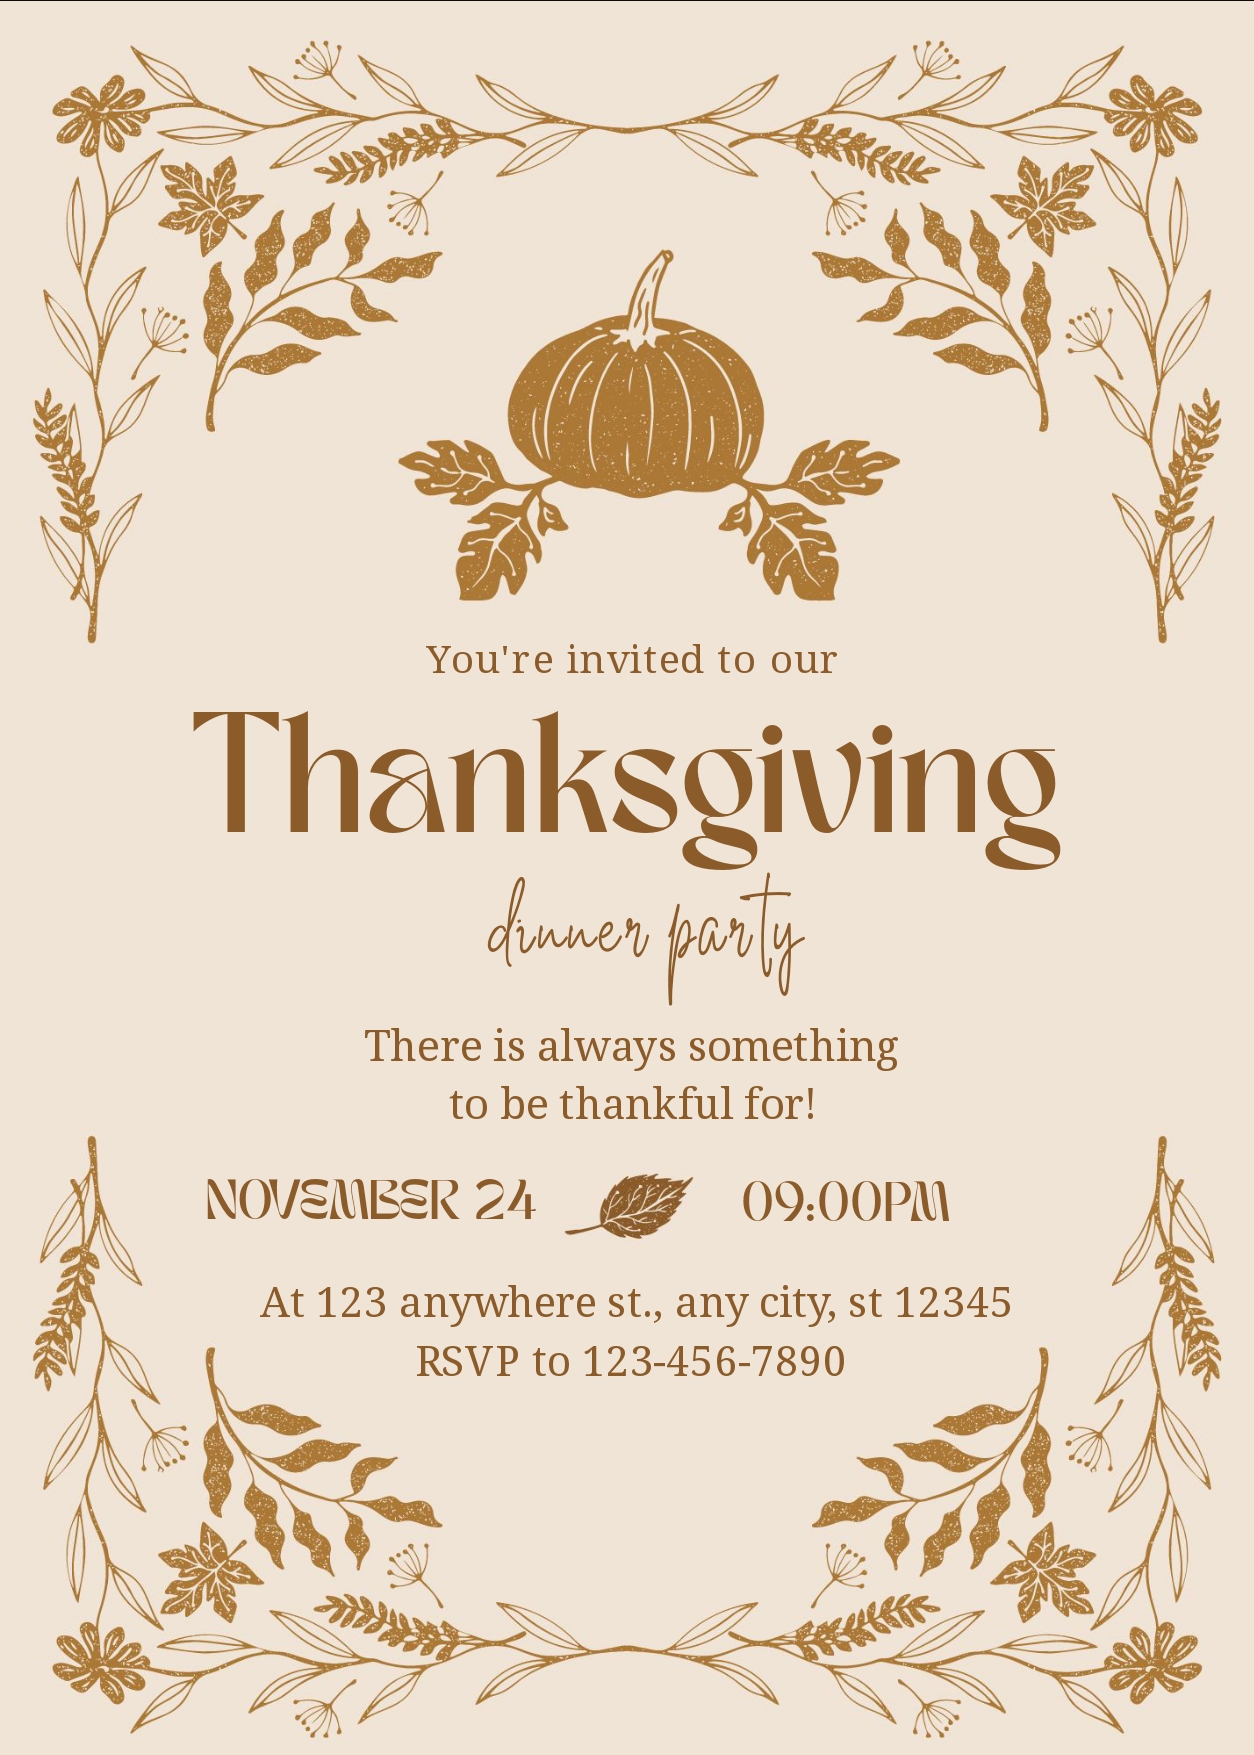 You're invited to our
Thanksgiving
dinner party
There is always something
to be thankful for!
NOVEMBER 24 09:00PM
At 123 anywhere st., any city, st 12345
RSVP to 123-456-7890